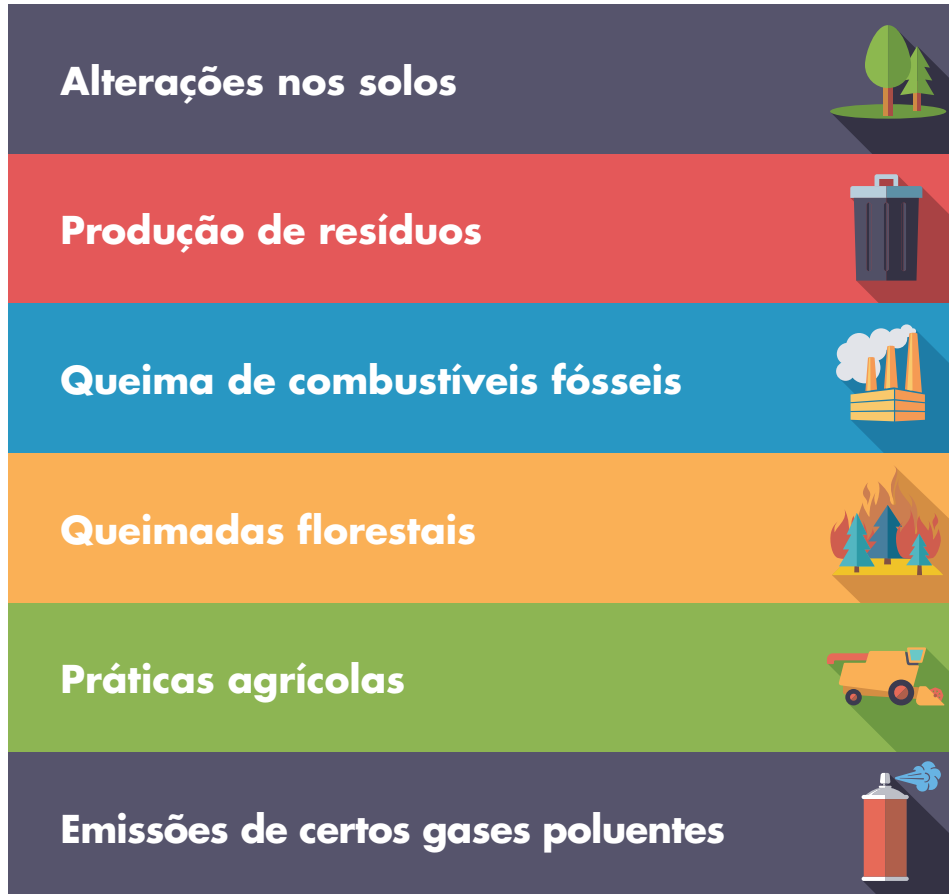 Alterações nos solos
Produção de resíduos
Queima de combustíveis fósseis
Queimadas florestais
Práticas agrícolas
Emissões de certos gases poluentes